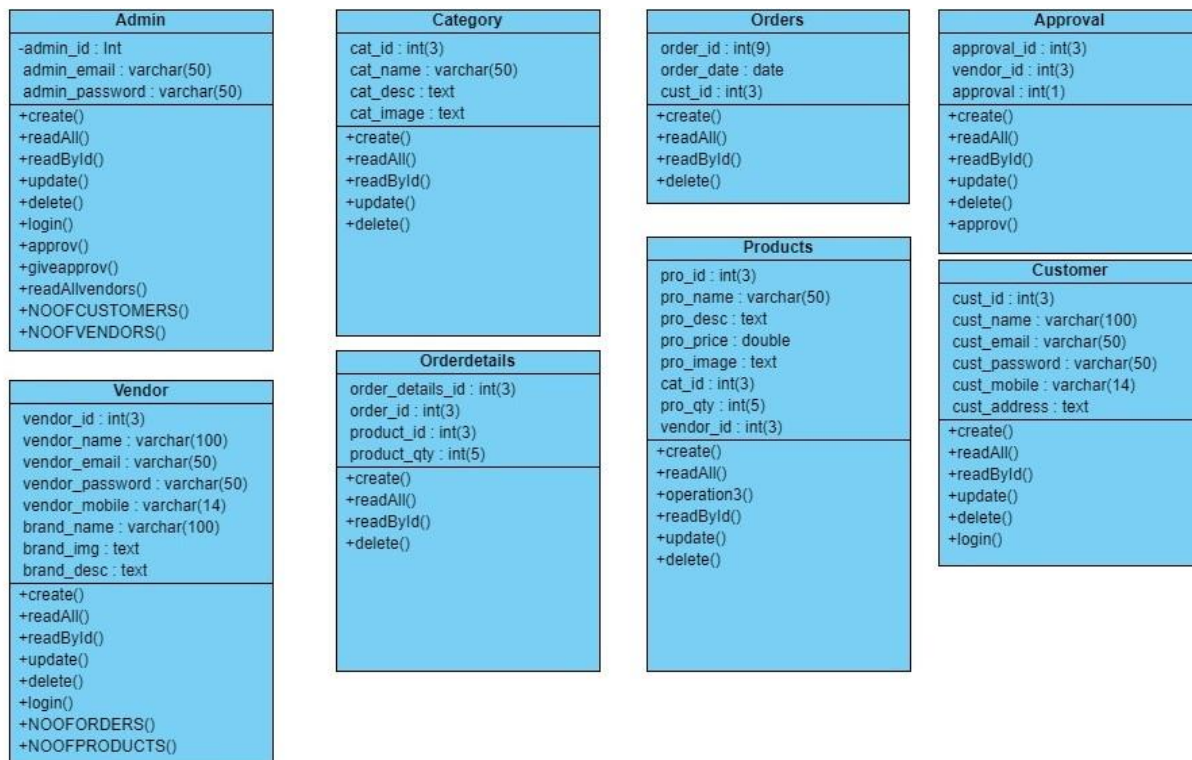 Admin
-admin_id : Int
admin_email : varchar(50)
admin_password : varchar(50)
+create()
+readAll()
+readById()
+update()
+delete()
+login()
+approv()
+giveapprov()
+readAllvendors()
+NOOFCUSTOMERS()
+NOOFVENDORS()
Vendor
vendor_id : int(3)
vendor_name : varchar(100)
vendor_email : varchar(50)
vendor_password : varchar(50)
vendor_mobile : varchar(14)
brand_name : varchar(100)
brand_img : text
brand_desc : text
+create()
+readAll()
+readById()
+update()
+delete()
+login()
+NOOFORDERS()
+NOOFPRODUCTS()
Category
cat_id : int(3)
cat_name : varchar(50)
cat_desc : text
cat_image : text
+create()
+readAll()
+readById()
+update()
+delete()
Orderdetails
order_details_id : int(3)
order_id : int(3)
product_id : int(3)
product_qty : int(5)
+create()
+readAll()
+readById()
+delete()
Orders
order_id : int(9)
order_date : date
cust_id : int(3)
+create()
+readAll()
+readById()
+delete()
Products
pro_id : int(3)
pro_name : varchar(50)
pro_desc : text
pro_price : double
pro_image : text
cat_id : int(3)
pro_qty : int(5)
vendor_id : int(3)
+create()
+readAll()
+operation3()
+readById()
+update()
+delete()
Approval
approval_id : int(3)
vendor_id : int(3)
approval : int(1)
+create()
+readAll()
+readById()
+update()
+delete()
+approv()
Customer
cust_id : int(3)
cust_name : varchar(100)
cust_email : varchar(50)
cust_password : varchar(50)
cust_mobile : varchar(14)
cust_address : text
+create()
+readAll()
+readById()
+update()
+delete()
+login()